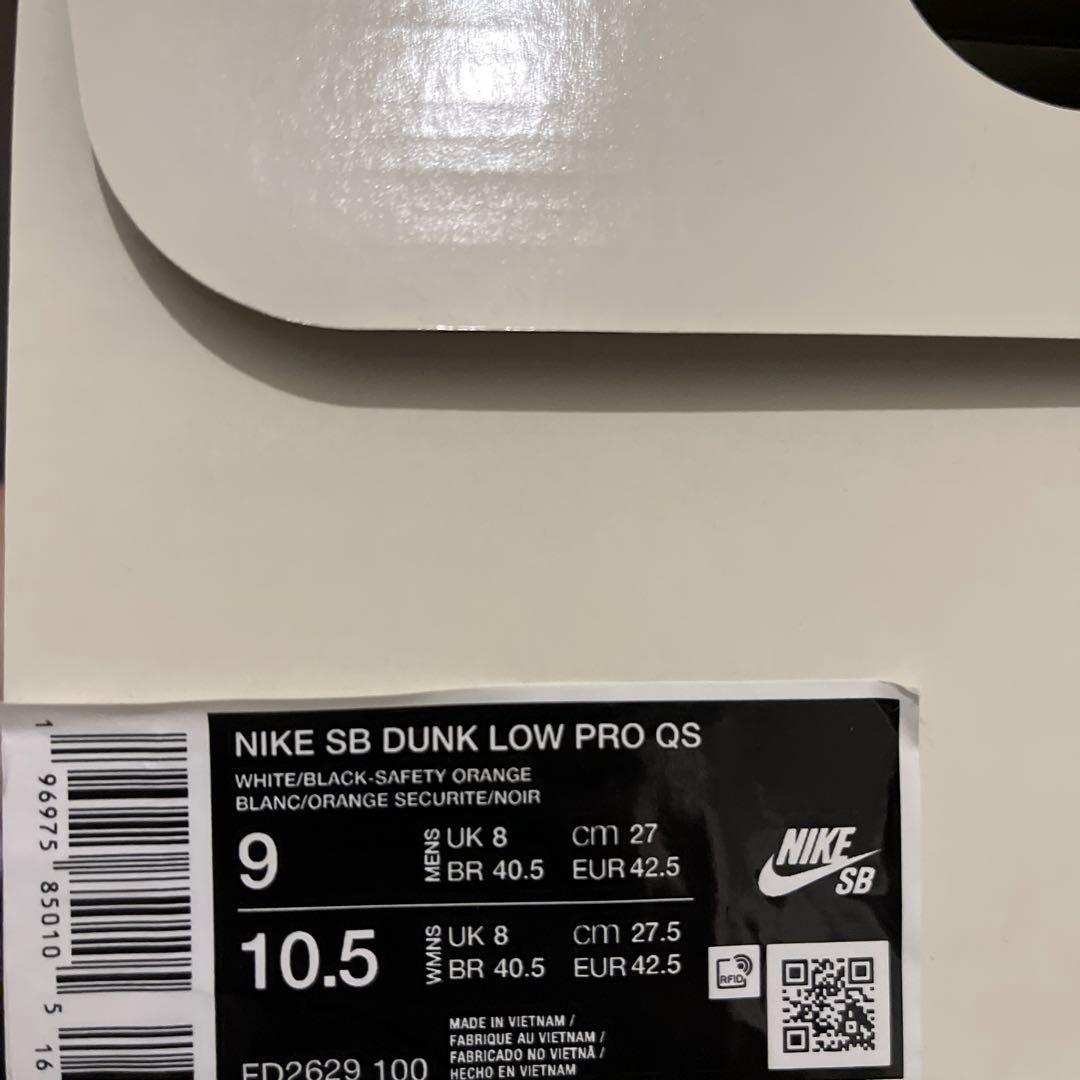 NIKE SB DUNK LOW PRO QS
WHITE/BLACK-SAFETY ORANGE
BLANC/ORANGE SECURITE/NOIR
9
MENS
UK 8 cm 27
BR 40.5 EUR 42.5
10.5
WMNS
UK 8 cm 27.5
BR 40.5 EUR 42.5
NIKE
SB
RFID
MADE IN VIETNAM /
FABRIQUE AU VIETNAM /
FABRICADO NO VIETNÃ /
HECHO EN VIETNAM
FD2629 100
1 96975 85010 5 16